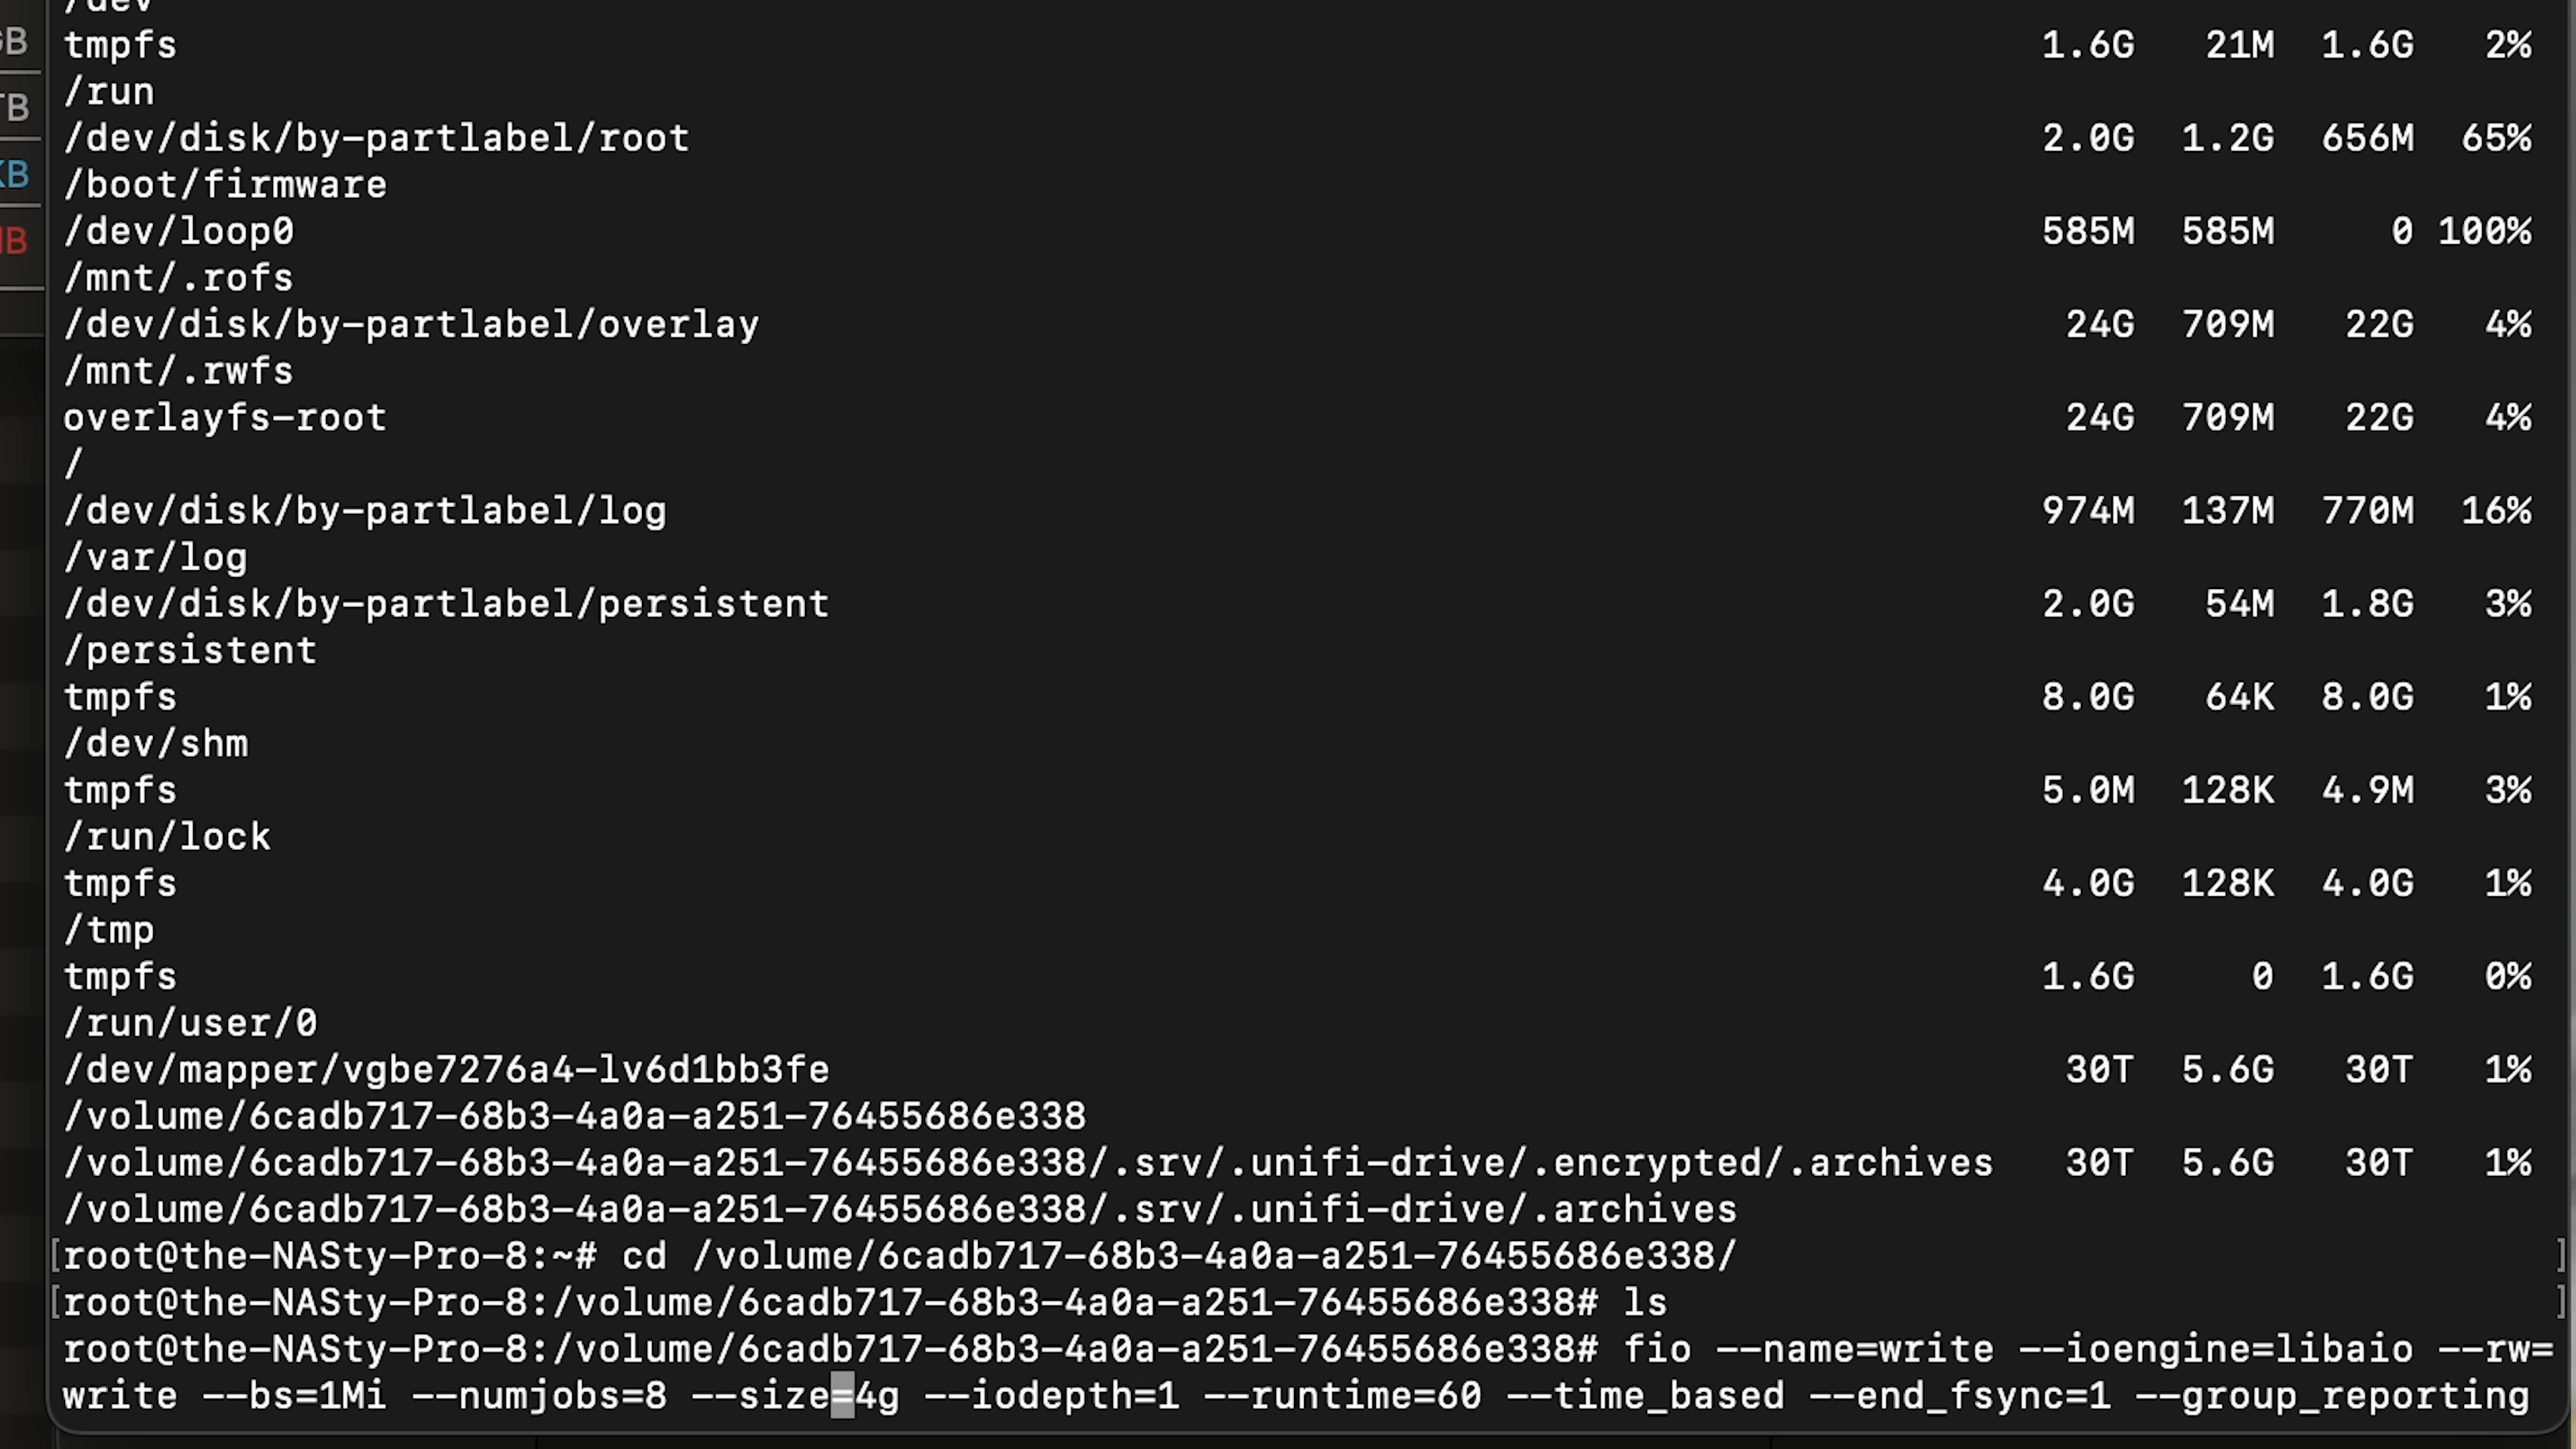 /dev
tmpfs 1.6G 21M 1.6G 2%
/run
/dev/disk/by-partlabel/root 2.0G 1.2G 656M 65%
/boot/firmware
/dev/loop0 585M 585M 0 100%
/mnt/.rofs
/dev/disk/by-partlabel/overlay 24G 709M 22G 4%
/mnt/.rwfs
overlayfs-root 24G 709M 22G 4%
/
/dev/disk/by-partlabel/log 974M 137M 770M 16%
/var/log
/dev/disk/by-partlabel/persistent 2.0G 54M 1.8G 3%
/persistent
tmpfs 8.0G 64K 8.0G 1%
/dev/shm
tmpfs 5.0M 128K 4.9M 3%
/run/lock
tmpfs 4.0G 128K 4.0G 1%
/tmp
tmpfs 1.6G 0 1.6G 0%
/run/user/0
/dev/mapper/vgbe7276a4-lv6d1bb3fe 30T 5.6G 30T 1%
/volume/6cadb717-68b3-4a0a-a251-76455686e338
/volume/6cadb717-68b3-4a0a-a251-76455686e338/.srv/.unifi-drive/.encrypted/.archives 30T 5.6G 30T 1%
/volume/6cadb717-68b3-4a0a-a251-76455686e338/.srv/.unifi-drive/.archives
[root@the-NASty-Pro-8:~# cd /volume/6cadb717-68b3-4a0a-a251-76455686e338/ ]
[root@the-NASty-Pro-8:/volume/6cadb717-68b3-4a0a-a251-76455686e338# ls ]
root@the-NASty-Pro-8:/volume/6cadb717-68b3-4a0a-a251-76455686e338# fio --name=write --ioengine=libaio --rw=
write --bs=1Mi --numjobs=8 --size=4g --iodepth=1 --runtime=60 --time_based --end_fsync=1 --group_reporting